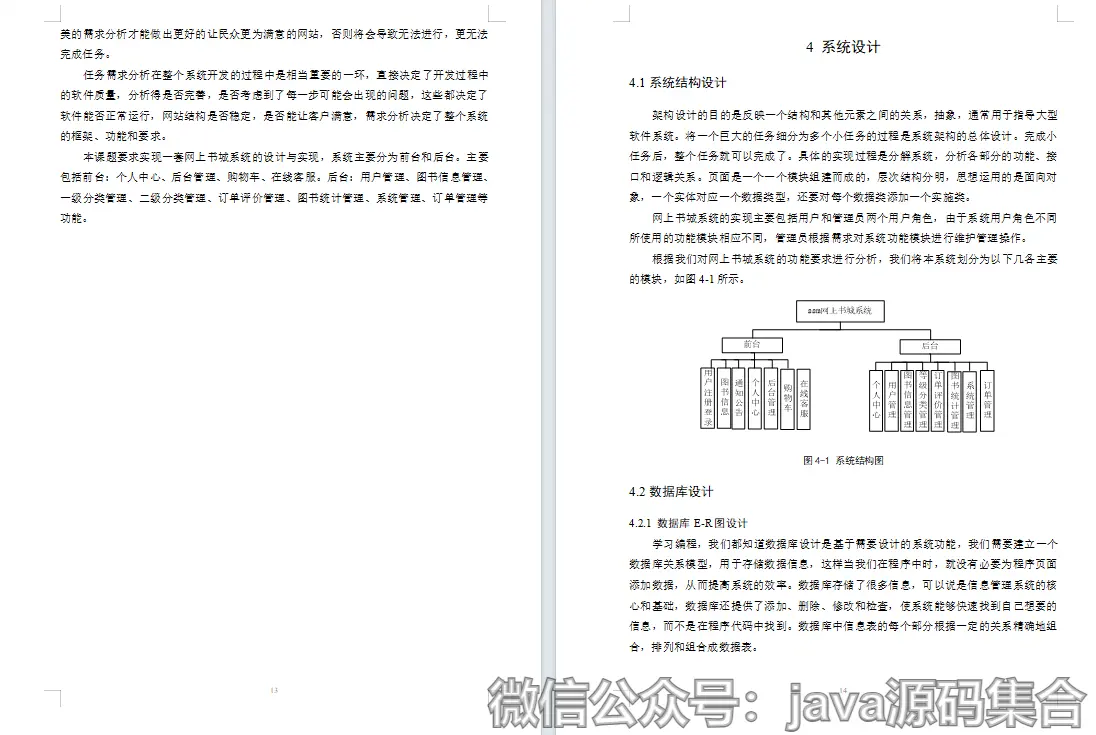 美的需求分析才能做出更好的让民众更为满意的网站，否则将会导致无法进行，更无法
完成任务。
任务需求分析在整个系统开发的过程中是相当重要的一环，直接决定了开发过程中
的软件质量，分析得是否完善，是否考虑到了每一步可能会出现的问题，这些都决定了
软件能否正常运行，网站结构是否稳定，是否能让客户满意，需求分析决定了整个系统
的框架、功能和要求。
本课题要求实现一套网上书城系统的设计与实现，系统主要分为前台和后台。主要
包括前台：个人中心、后台管理、购物车、在线客服。后台：用户管理、图书信息管理、
一级分类管理、二级分类管理、订单评价管理、图书统计管理、系统管理、订单管理等
功能。
13
4 系统设计
4.1 系统结构设计
架构设计的目的是反映一个结构和其他元素之间的关系，抽象，通常用于指导大型
软件系统。将一个巨大的任务细分为多个小任务的过程是系统架构的总体设计。完成小
任务后，整个任务就可以完成了。具体的实现过程是分解系统，分析各部分的功能、接
口和逻辑关系。页面是一个一个模块组建而成的，层次结构分明，思想运用的是面向对
象，一个实体对应一个数据类型，还要对每个数据类添加一个实施类。
网上书城系统的实现主要包括用户和管理员两个用户角色，由于系统用户角色不同
所使用的功能模块相应不同，管理员根据需求对系统功能模块进行维护管理操作。
根据我们对网上书城系统的功能要求进行分析，我们将本系统划分为以下几各主要
的模块，如图 4-1 所示。
ssm网上书城系统
前台
后台
用户注册登录
图书信息
通知公告
个人中心
后台管理
购物车
在线客服
个人中心
用户管理
图书信息管理
等级分类管理
订单评价管理
图书统计管理
系统管理
订单管理
图 4-1 系统结构图
4.2 数据库设计
4.2.1 数据库 E-R 图设计
学习编程，我们都知道数据库设计是基于需要设计的系统功能，我们需要建立一个
数据库关系模型，用于存储数据信息，这样当我们在程序中时，就没有必要为程序页面
添加数据，从而提高系统的效率。数据库存储了很多信息，可以说是信息管理系统的核
心和基础，数据库还提供了添加、删除、修改和检查，使系统能够快速找到自己想要的
信息，而不是在程序代码中找到。数据库中信息表的每个部分根据一定的关系精确地组
合，排列和组合成数据表。
14
微信公众号：java源码集合